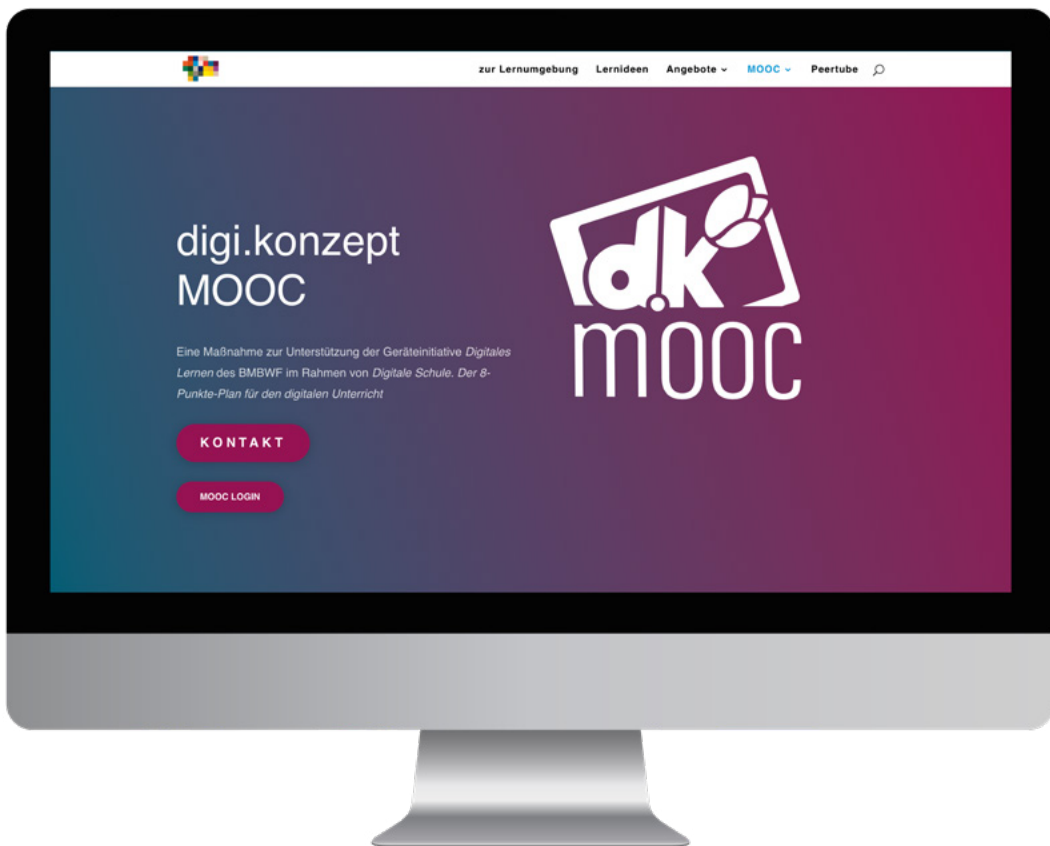 zur Lernumgebung Lernideen Angebote MOOC Peertube
digi.konzept
MOOC
Eine Maßnahme zur Unterstützung der Geräteinitiative Digitales
Lernen des BMBWF im Rahmen von Digitale Schule. Der 8-
Punkte-Plan für den digitalen Unterricht
KONTAKT
MOOC LOGIN
d.k
mooc